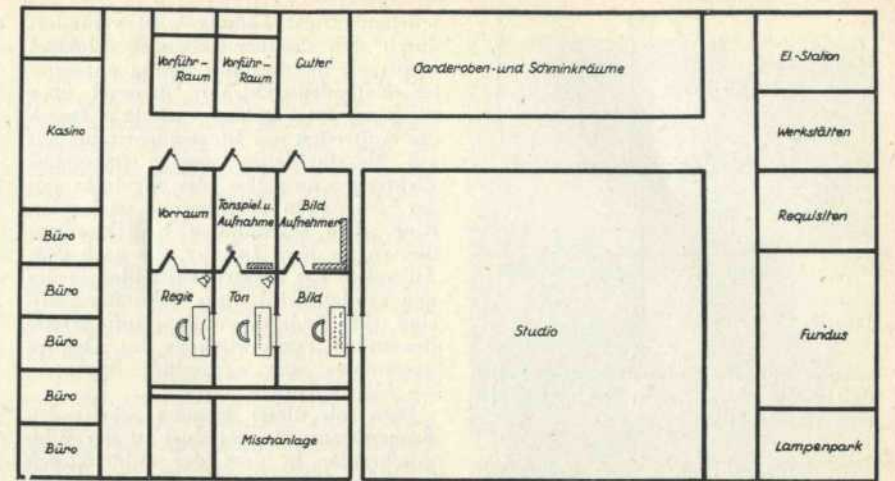 Vorführ-
Raum
Vorführ-
Raum
Cutter
Garderoben- und Schminkräume
El.-Station
Kasino
Werkstätten
Vorraum
Tonspiel u.
Aufnahme
Bild
Aufnehmer
Requisiten
Büro
Büro
Regie
Ton
Bild
Studio
Fundus
Büro
Büro
Büro
Mischanlage
Lampenpark